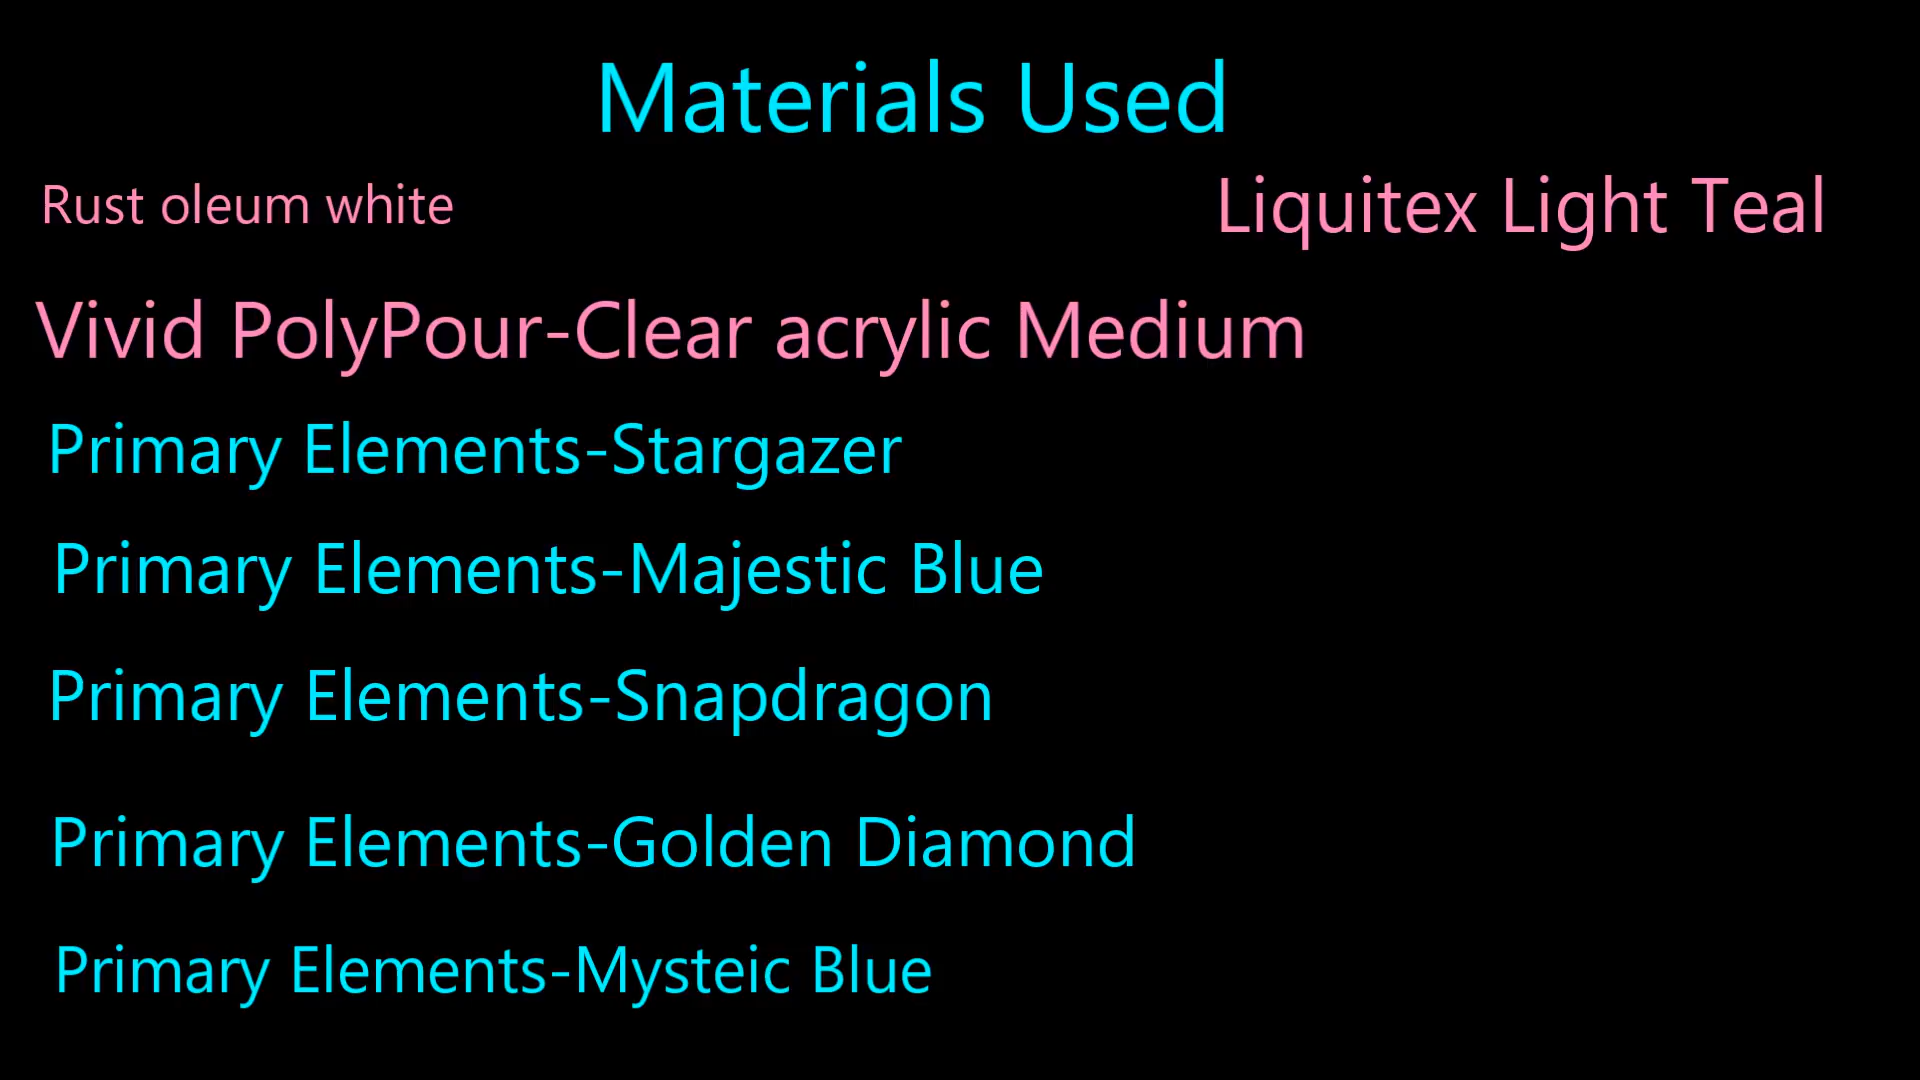 Materials Used
Rust oleum white
Liquitex Light Teal
Vivid PolyPour-Clear acrylic Medium
Primary Elements-Stargazer
Primary Elements-Majestic Blue
Primary Elements-Snapdragon
Primary Elements-Golden Diamond
Primary Elements-Mysteic Blue